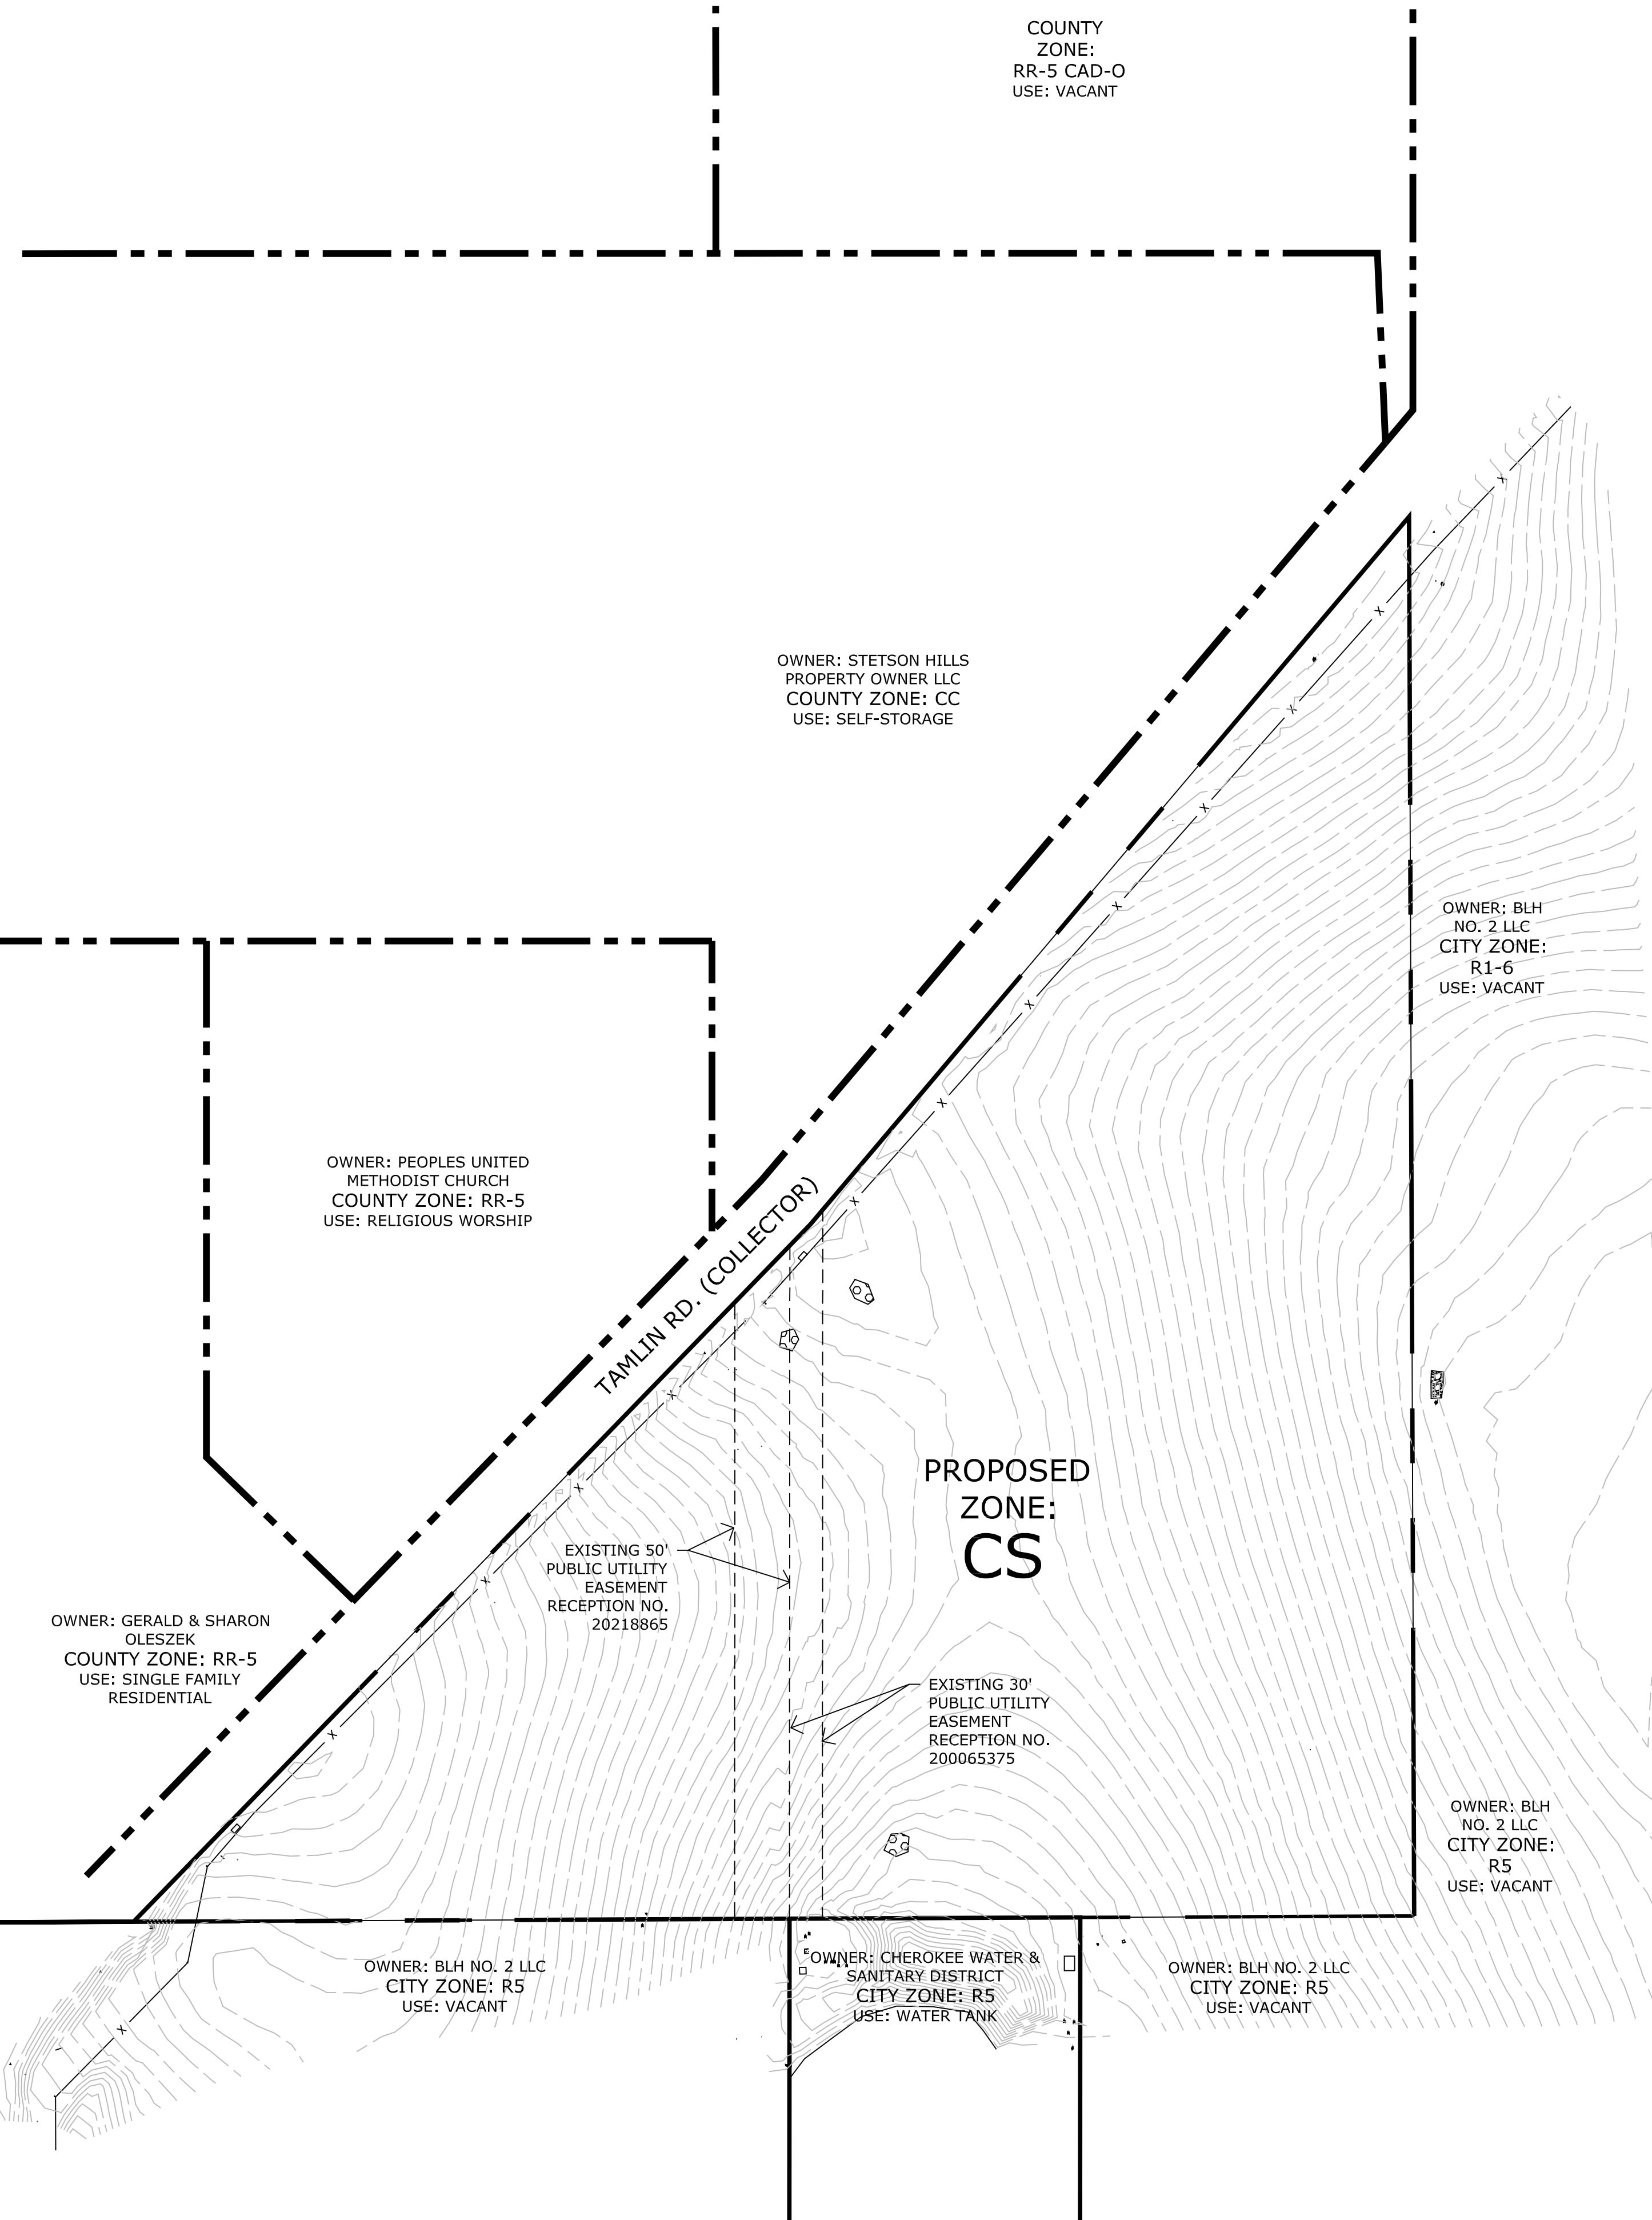 COUNTY
ZONE:
RR-5 CAD-O
USE: VACANT
OWNER: STETSON HILLS
PROPERTY OWNER LLC
COUNTY ZONE: CC
USE: SELF-STORAGE
OWNER: BLH
NO. 2 LLC
CITY ZONE:
R1-6
USE: VACANT
OWNER: PEOPLES UNITED
METHODIST CHURCH
COUNTY ZONE: RR-5
USE: RELIGIOUS WORSHIP
TAMLIN RD. (COLLECTOR)
PROPOSED
ZONE:
CS
EXISTING 50'
PUBLIC UTILITY
EASEMENT
RECEPTION NO.
20218865
OWNER: GERALD & SHARON
OLESZEK
COUNTY ZONE: RR-5
USE: SINGLE FAMILY
RESIDENTIAL
EXISTING 30'
PUBLIC UTILITY
EASEMENT
RECEPTION NO.
200065375
OWNER: BLH
NO. 2 LLC
CITY ZONE:
R5
USE: VACANT
OWNER: BLH NO. 2 LLC
CITY ZONE: R5
USE: VACANT
OWNER: CHEROKEE WATER &
SANITARY DISTRICT
CITY ZONE: R5
USE: WATER TANK
OWNER: BLH NO. 2 LLC
CITY ZONE: R5
USE: VACANT